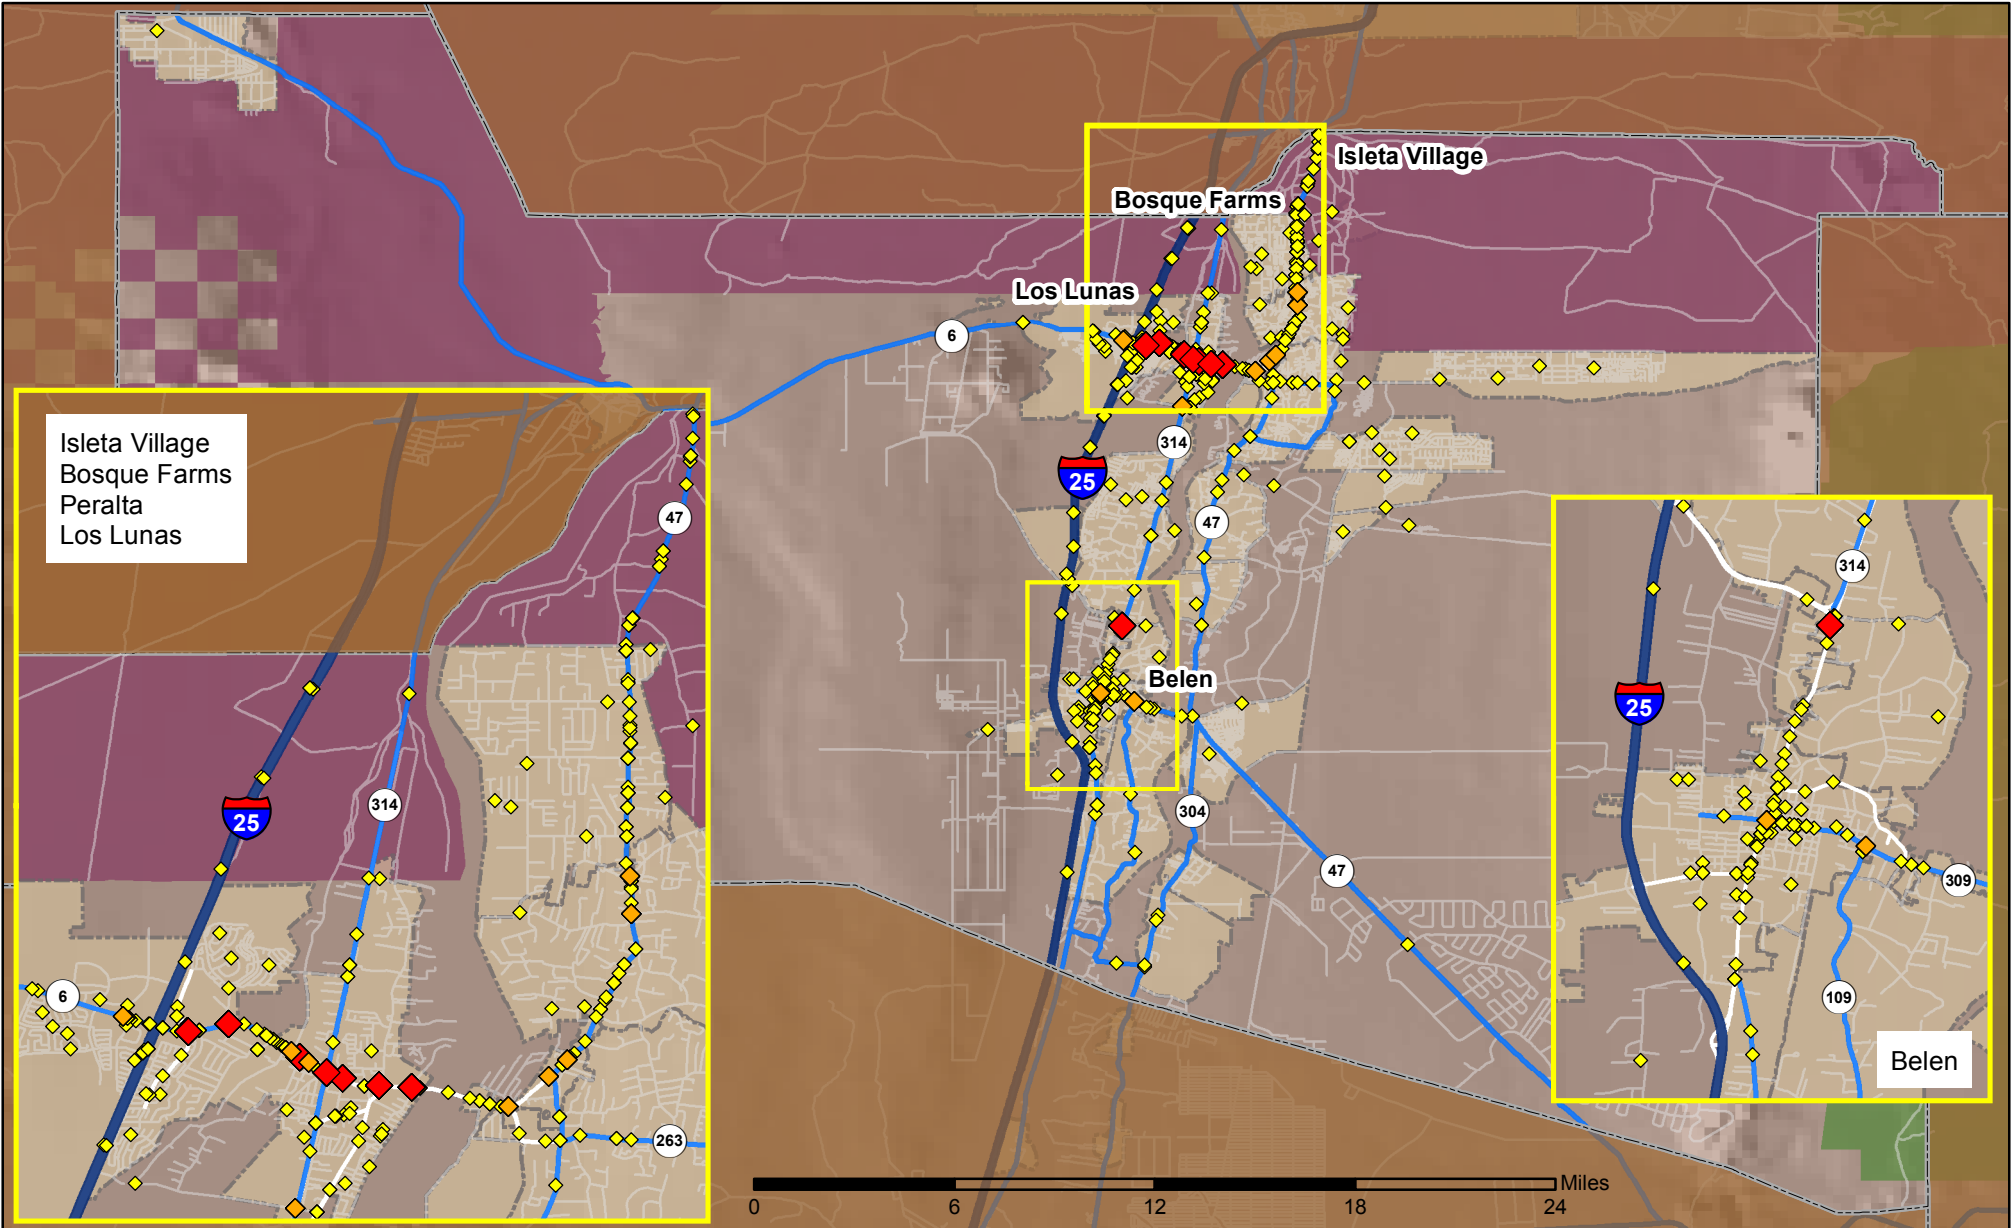 Isleta Village
Bosque Farms
Los Lunas
6
314
25
47
Belen
304
47
Isleta Village
Bosque Farms
Peralta
Los Lunas
47
314
25
6
263
314
25
309
109
Belen
Miles
0 6 12 18 24